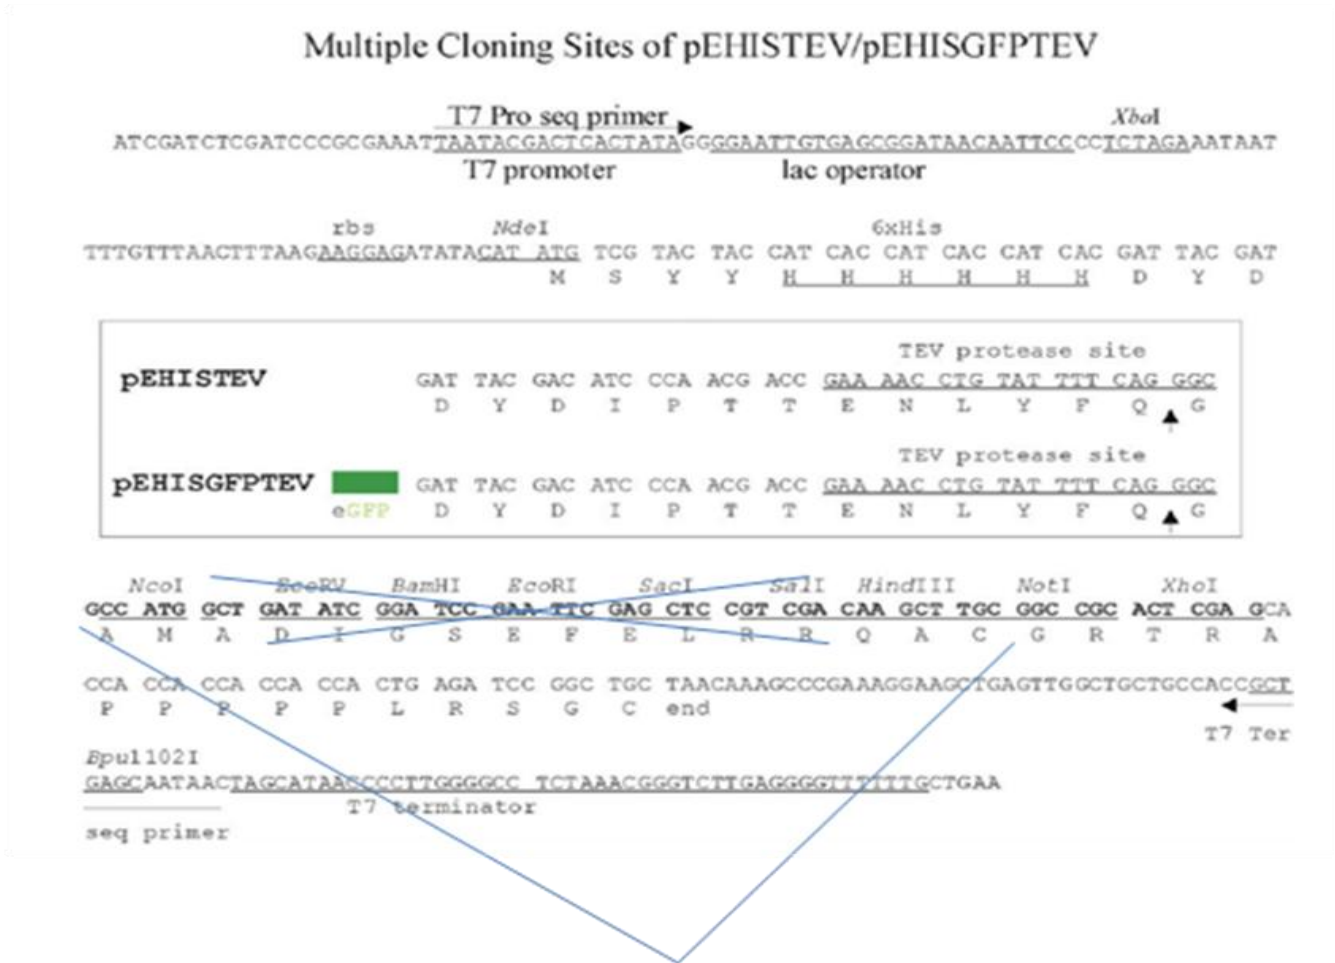 Multiple Cloning Sites of pEHISTEV/pEHISGFPTEV
T7 Pro seq primer XbaI
ATCGATCTCGATCCCGCGAAATTAATACGACTCACTATAGGGGAATTGTGAGCGGATAACAATTCCCCTCTAGAAATAAT
T7 promoter lac operator
rbs NdeI 6xHis
TTTGTTTAACTTTAAGAAGGAGATATACAT ATG TCG TAC TAC CAT CAC CAT CAC CAT CAC GAT TAC GAT
M S Y Y H H H H H H D Y D
TEV protease site
pEHISTEV GAT TAC GAC ATC CCA ACG ACC GAA AAC CTG TAT TTT CAG GGC
D Y D I P T T E N L Y F Q G
TEV protease site
pEHISGFPTEV GAT TAC GAC ATC CCA ACG ACC GAA AAC CTG TAT TTT CAG GGC
eGFP D Y D I P T T E N L Y F Q G
NcoI EcoRV BamHI EcoRI SacI SalI HindIII NotI XhoI
GCC ATG GCT GAT ATC GGA TCC GAA TTC GAG CTC CGT CGA CAA GCT TGC GGC CGC ACT CGA GCA
A M A D I G S E F E L R R Q A C G R T R A
CCA CCA CCA CCA CCA CTG AGA TCC GGC TGC TAACAAAGCCCGAAAGGAAGCTGAGTTGGCTGCTGCCACCGCT
P P P P P L R S G C end
T7 Ter
Bpu1102I
GAGCAATAACTAGCATAACCCCTTGGGGCC TCTAAACGGGTCTTGAGGGGTTTTTTGCTGAA
T7 terminator
seq primer